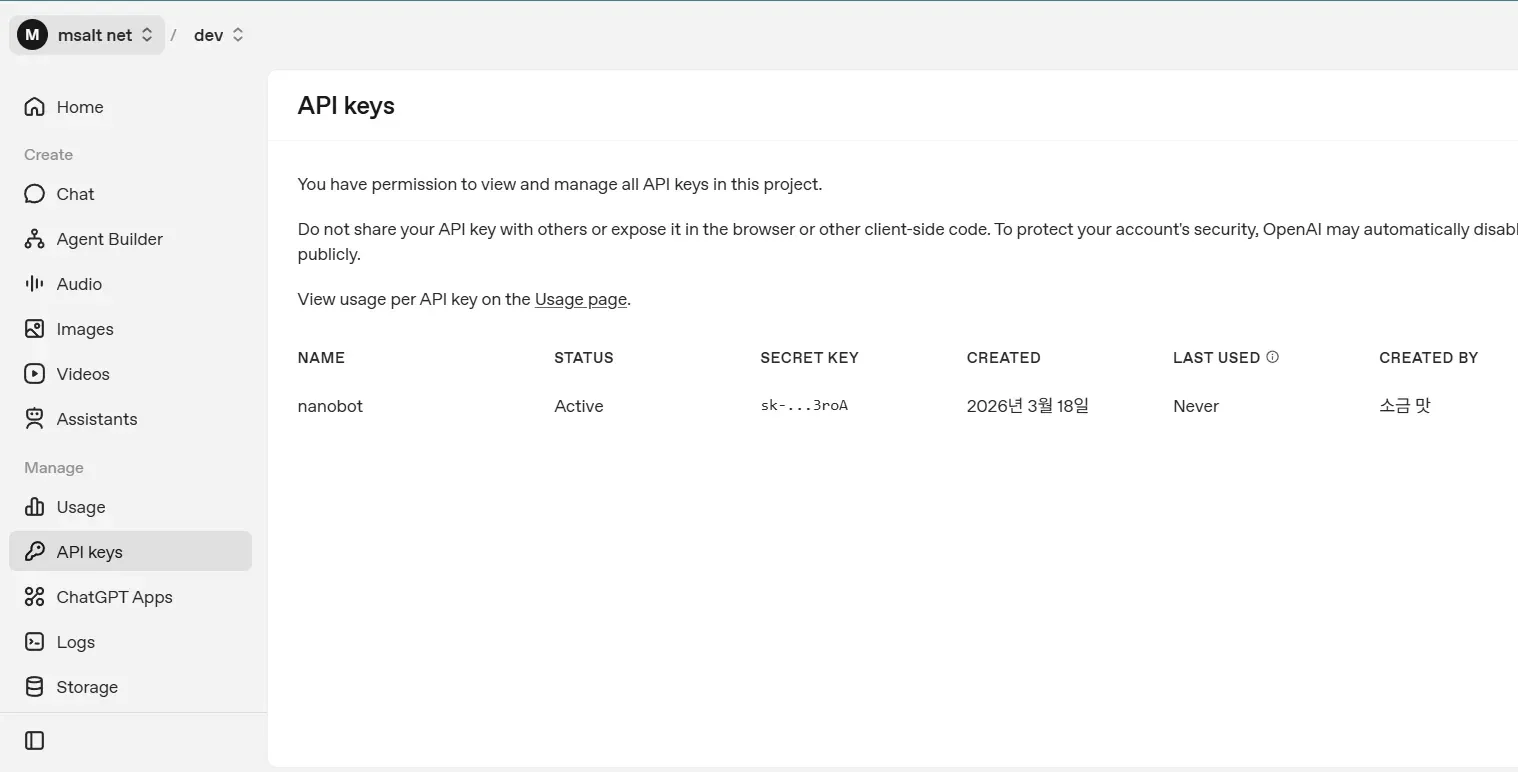 M msalt net / dev
Home
Create
Chat
Agent Builder
Audio
Images
Videos
Assistants
Manage
Usage
API keys
ChatGPT Apps
Logs
Storage
API keys
You have permission to view and manage all API keys in this project.
Do not share your API key with others or expose it in the browser or other client-side code. To protect your account's security, OpenAI may automatically disabl
publicly.
View usage per API key on the Usage page.
NAME STATUS SECRET KEY CREATED LAST USED CREATED BY
nanobot Active sk-...3roA 2026년 3월 18일 Never 소금 맛